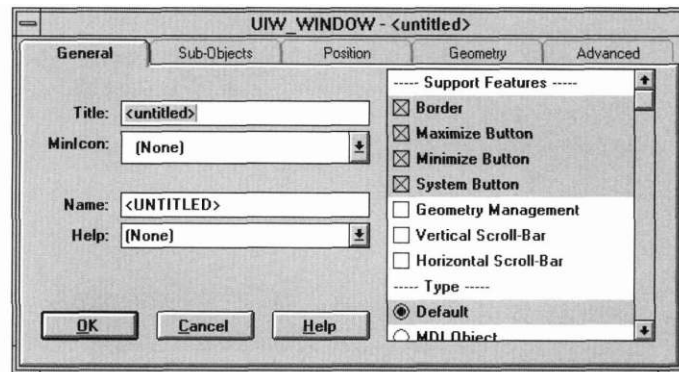 UIW_WINDOW - <untitled>
General Sub-Objects Position Geometry Advanced
Title: <untitled>
MinIcon: (None)
Name: <UNTITLED>
Help: (None)
OK Cancel Help
----- Support Features -----
Border
Maximize Button
Minimize Button
System Button
Geometry Management
Vertical Scroll-Bar
Horizontal Scroll-Bar
----- Type -----
Default
MDI Object